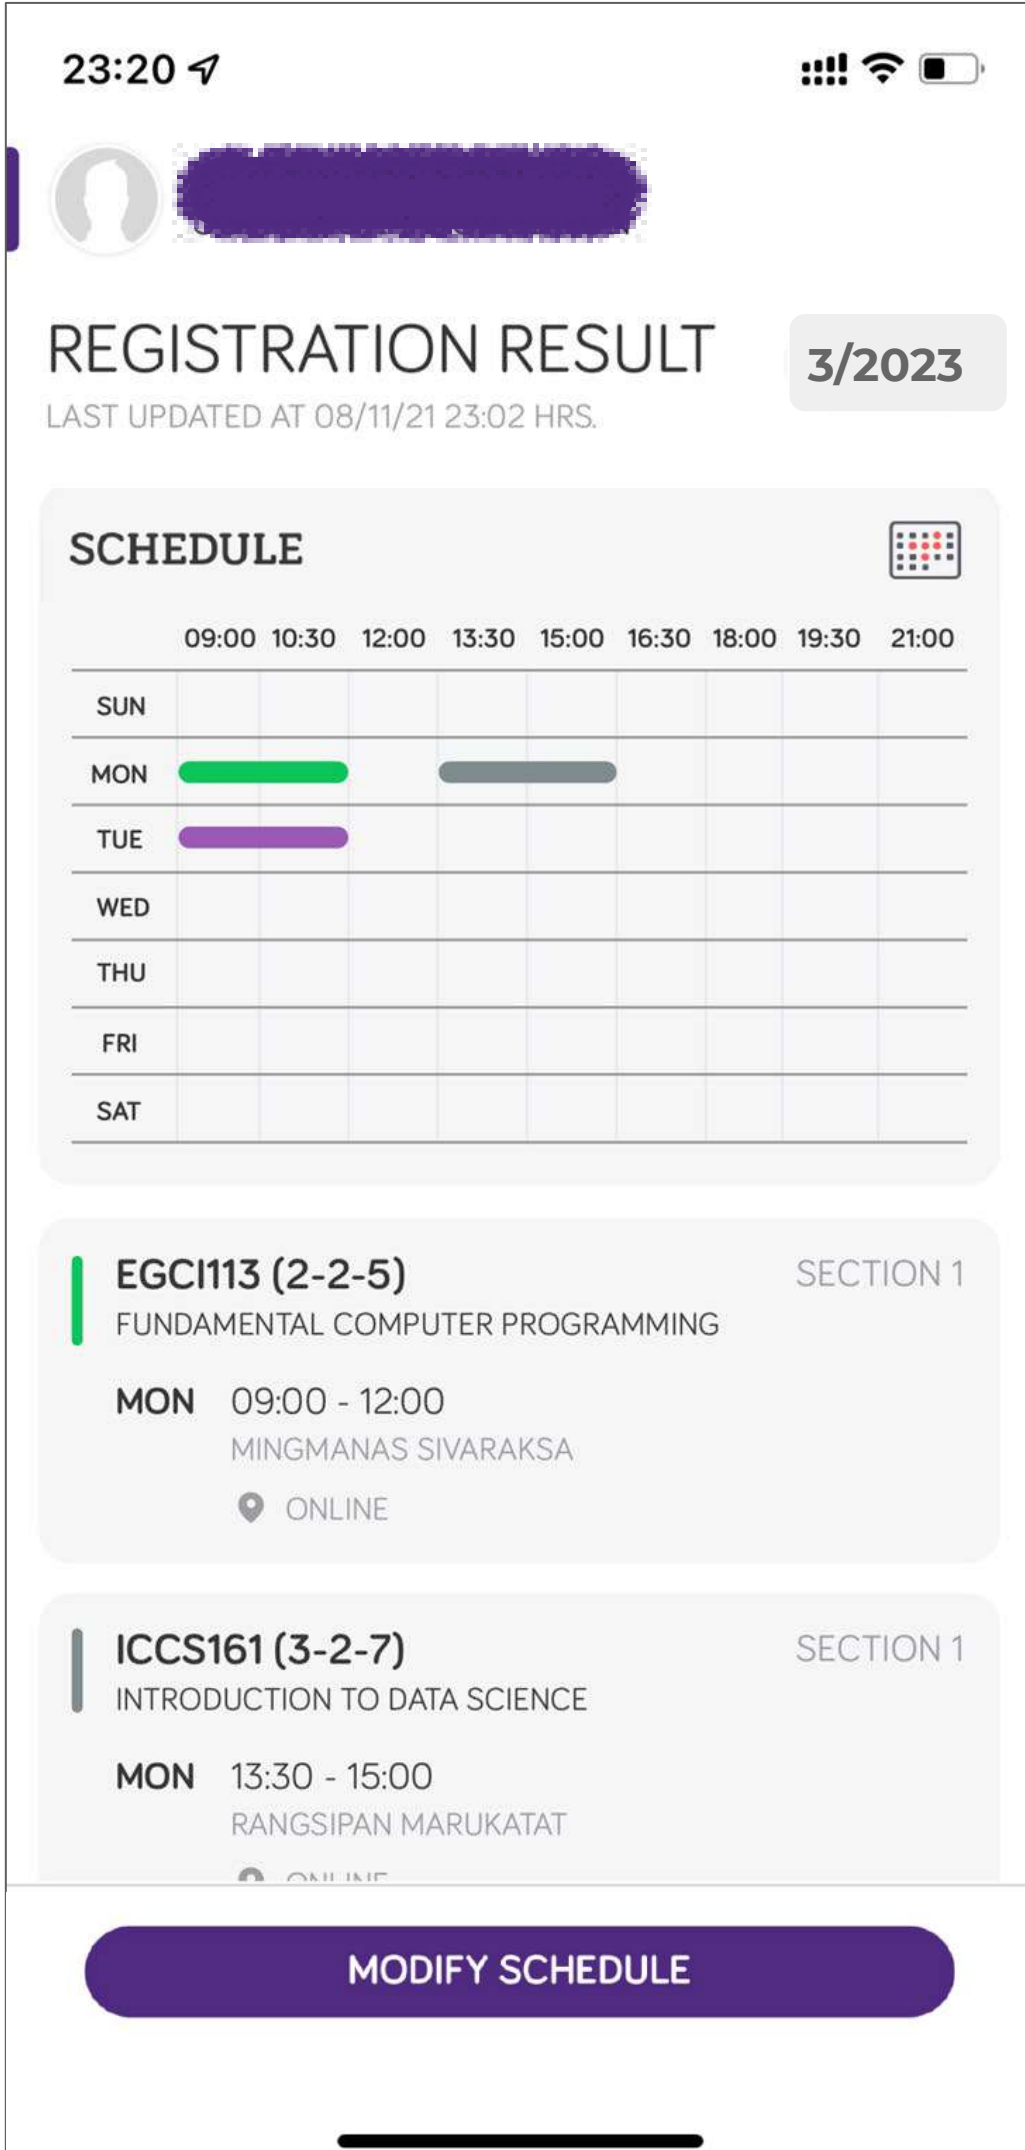 23:20
REGISTRATION RESULT
3/2023
LAST UPDATED AT 08/11/21 23:02 HRS.
SCHEDULE
09:00 10:30 12:00 13:30 15:00 16:30 18:00 19:30 21:00
SUN
MON
TUE
WED
THU
FRI
SAT
EGCI113 (2-2-5) SECTION 1
FUNDAMENTAL COMPUTER PROGRAMMING
MON 09:00 - 12:00
MINGMANAS SIVARAKSA
ONLINE
ICCS161 (3-2-7) SECTION 1
INTRODUCTION TO DATA SCIENCE
MON 13:30 - 15:00
RANGSIPAN MARUKATAT
ONLINE
MODIFY SCHEDULE